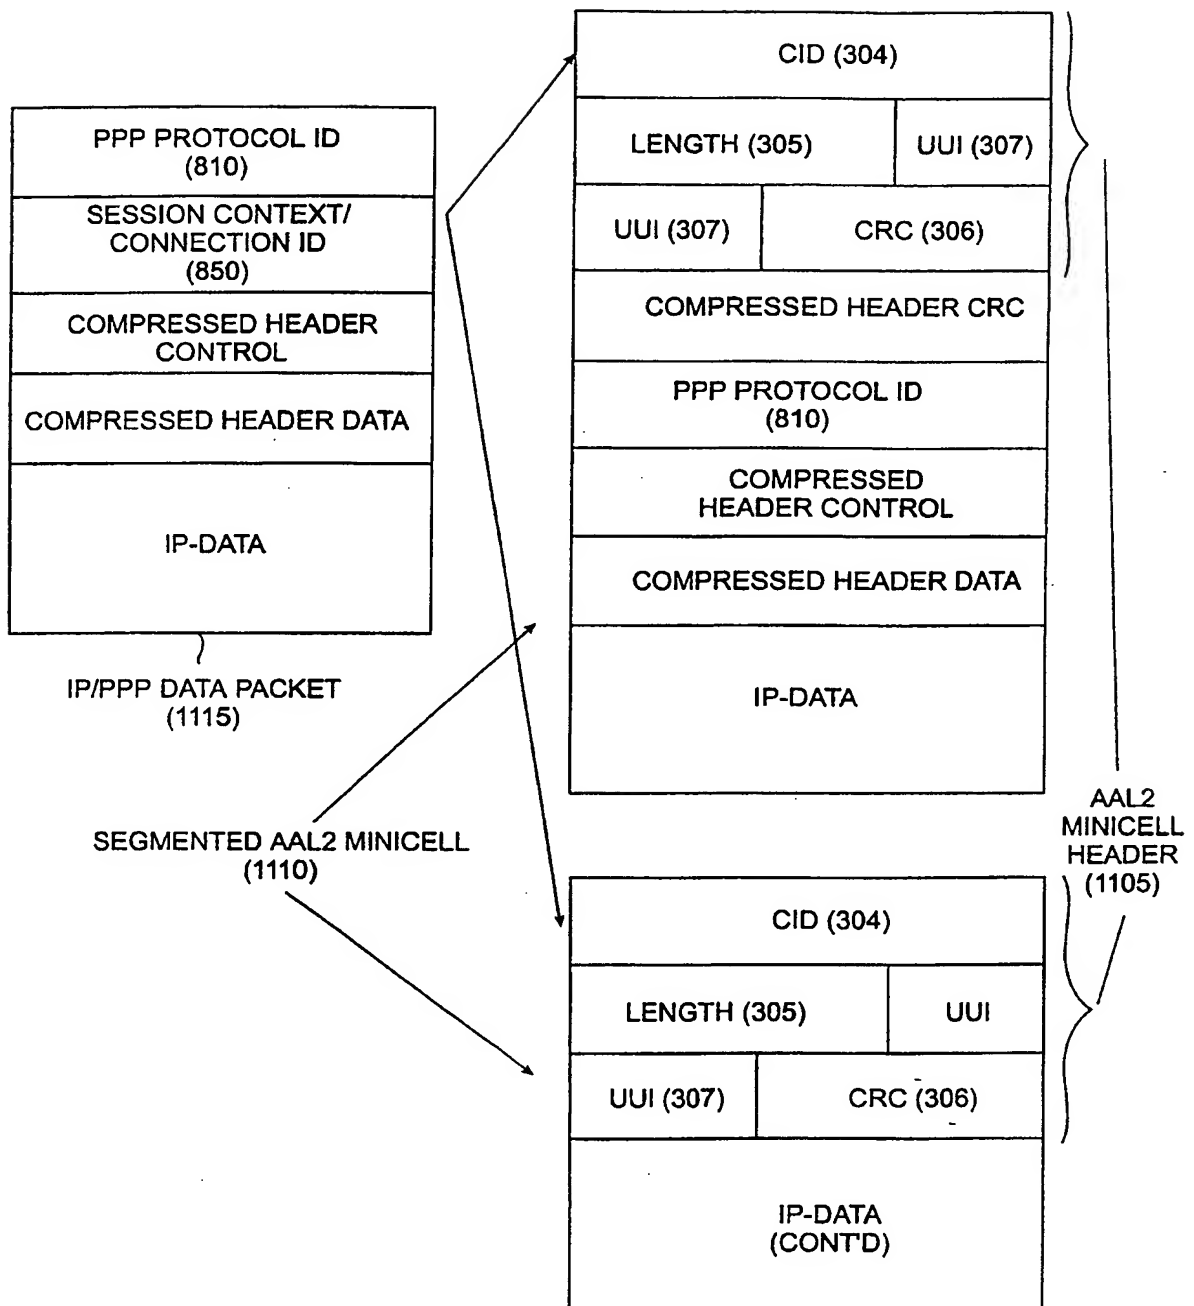 PPP PROTOCOL ID
(810)
SESSION CONTEXT/
CONNECTION ID
(850)
COMPRESSED HEADER
CONTROL
COMPRESSED HEADER DATA
IP-DATA
IP/PPP DATA PACKET
(1115)
SEGMENTED AAL2 MINICELL
(1110)
CID (304)
LENGTH (305)
UUI (307)
UUI (307)
CRC (306)
COMPRESSED HEADER CRC
PPP PROTOCOL ID
(810)
COMPRESSED
HEADER CONTROL
COMPRESSED HEADER DATA
IP-DATA
AAL2
MINICELL
HEADER
(1105)
CID (304)
LENGTH (305)
UUI
UUI (307)
CRC (306)
IP-DATA
(CONT'D)